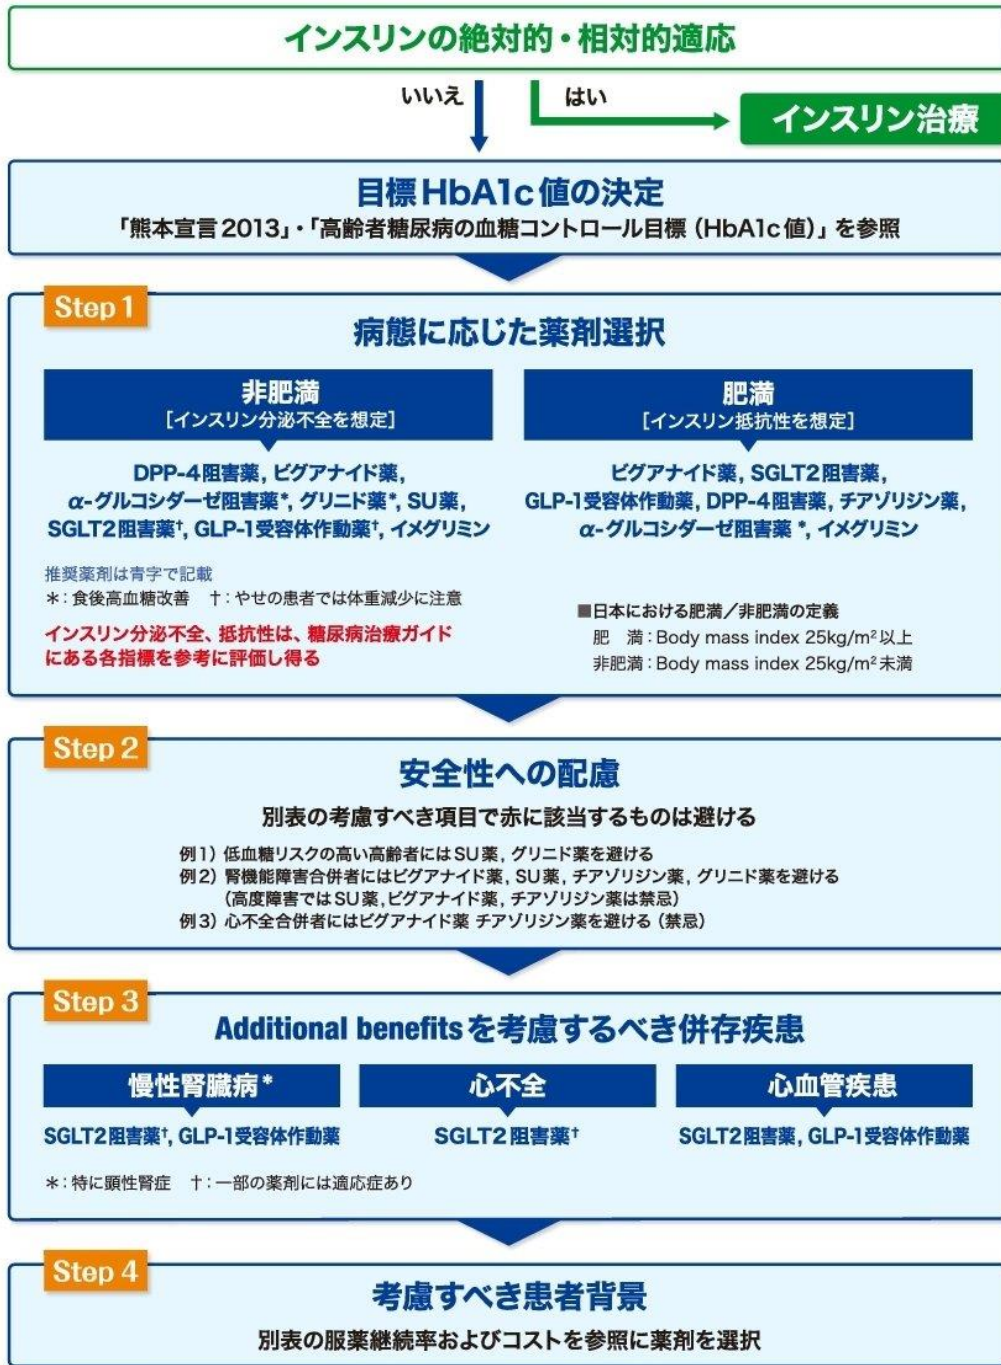 インスリンの絶対的・相対的適応
いいえ
はい
インスリン治療
目標HbA1c値の決定
「熊本宣言2013」・「高齢者糖尿病の血糖コントロール目標(HbA1c値)」を参照
Step 1
病態に応じた薬剤選択
非肥満
[インスリン分泌不全を想定]
DPP-4阻害薬, ビグアナイド薬,
α-グルコシダーゼ阻害薬*, グリニド薬*, SU薬,
SGLT2阻害薬†, GLP-1受容体作動薬†, イメグリミン
推奨薬剤は青字で記載
*:食後高血糖改善 †:やせの患者では体重減少に注意
インスリン分泌不全、抵抗性は、糖尿病治療ガイド
にある各指標を参考に評価し得る
肥満
[インスリン抵抗性を想定]
ビグアナイド薬, SGLT2阻害薬,
GLP-1受容体作動薬, DPP-4阻害薬, チアゾリジン薬,
α-グルコシダーゼ阻害薬 *, イメグリミン
■日本における肥満/非肥満の定義
肥 満:Body mass index 25kg/m²以上
非肥満:Body mass index 25kg/m²未満
Step 2
安全性への配慮
別表の考慮すべき項目で赤に該当するものは避ける
例1) 低血糖リスクの高い高齢者にはSU薬, グリニド薬を避ける
例2) 腎機能障害合併者にはビグアナイド薬, SU薬, チアゾリジン薬, グリニド薬を避ける
(高度障害ではSU薬, ビグアナイド薬, チアゾリジン薬は禁忌)
例3) 心不全合併者にはビグアナイド薬 チアゾリジン薬を避ける (禁忌)
Step 3
Additional benefitsを考慮するべき併存疾患
慢性腎臓病*
SGLT2阻害薬†, GLP-1受容体作動薬
心不全
SGLT2阻害薬†
心血管疾患
SGLT2阻害薬, GLP-1受容体作動薬
*:特に顕性腎症 †:一部の薬剤には適応症あり
Step 4
考慮すべき患者背景
別表の服薬継続率およびコストを参照に薬剤を選択